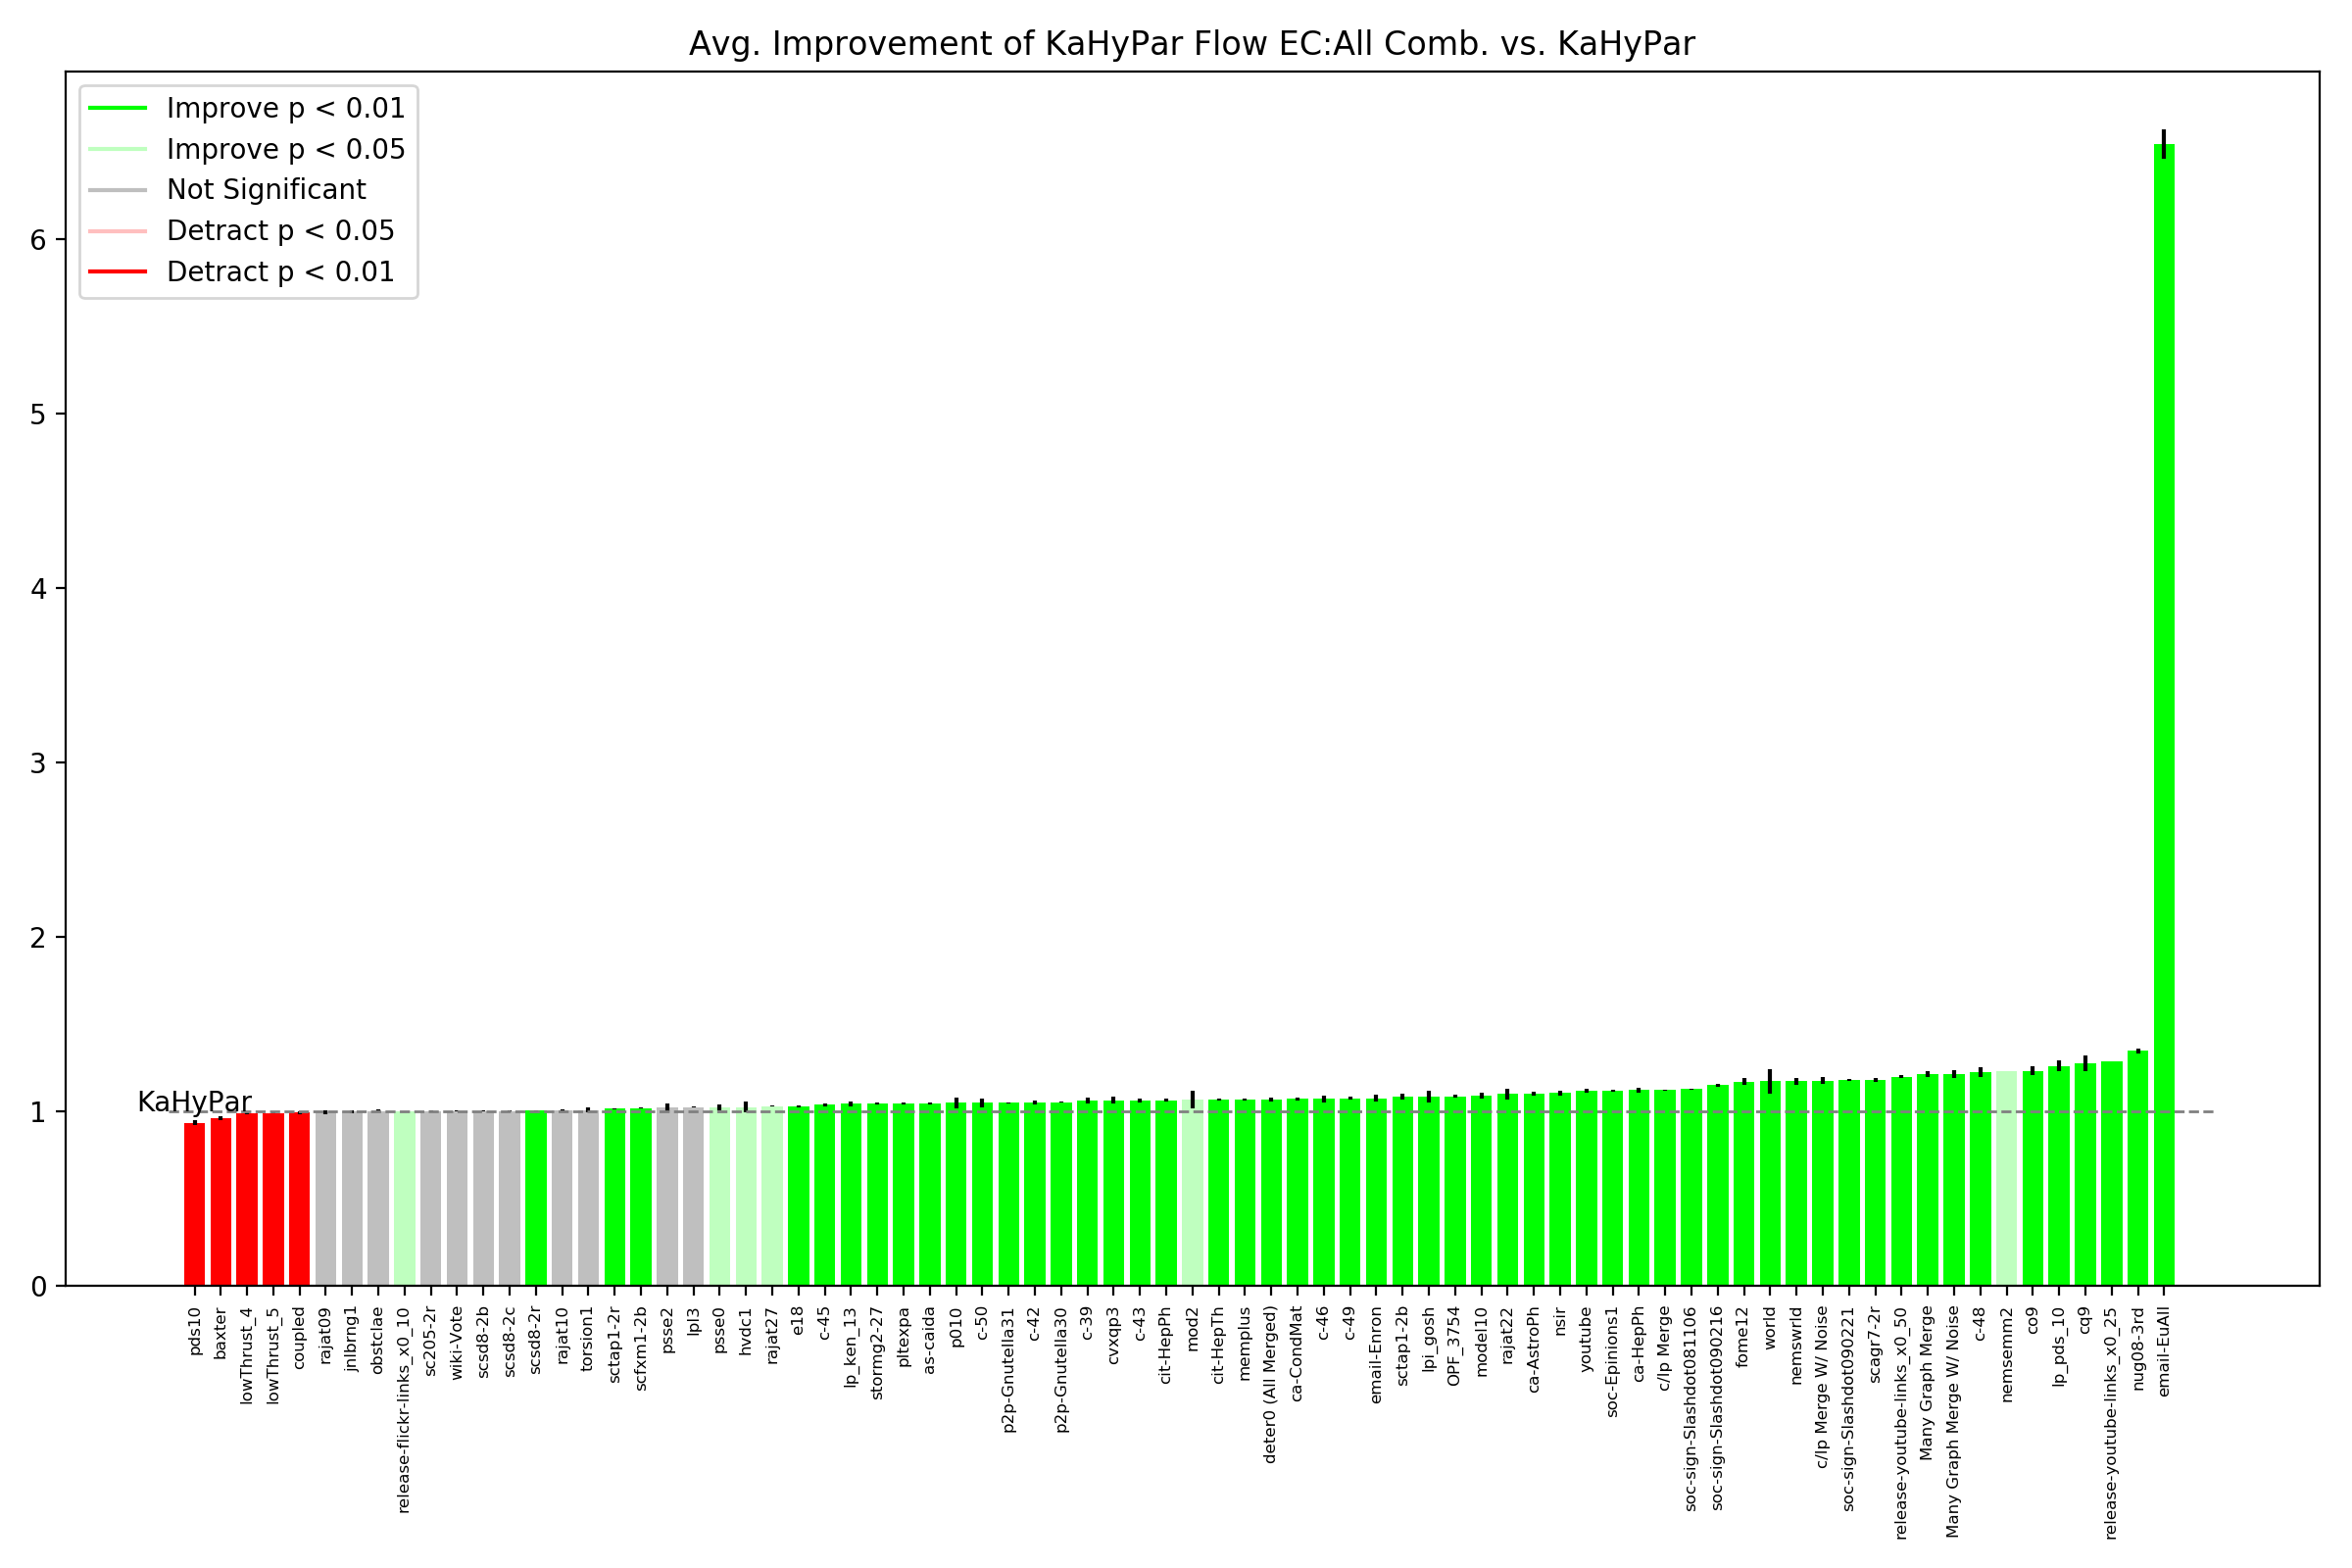 Avg. Improvement of KaHyPar Flow EC:All Comb. vs. KaHyPar
Improve p < 0.01
Improve p < 0.05
Not Significant
Detract p < 0.05
Detract p < 0.01
6
5
4
3
2
1
0
KaHyPar
pds10
baxter
lowThrust_4
lowThrust_5
coupled
rajat09
jnlbrng1
obstclae
release-flickr-links_x0_10
sc205-2r
wiki-Vote
scsd8-2b
scsd8-2c
scsd8-2r
rajat10
torsion1
sctap1-2r
scfxm1-2b
psse2
lpl3
psse0
hvdc1
rajat27
e18
c-45
lp_ken_13
stormg2-27
pltexpa
as-caida
p010
c-50
p2p-Gnutella31
c-42
p2p-Gnutella30
c-39
cvxqp3
c-43
cit-HepPh
mod2
cit-HepTh
memplus
deter0 (All Merged)
ca-CondMat
c-46
c-49
email-Enron
sctap1-2b
lpi_gosh
OPF_3754
model10
rajat22
ca-AstroPh
nsir
youtube
soc-Epinions1
ca-HepPh
c/lp Merge
soc-sign-Slashdot081106
soc-sign-Slashdot090216
fome12
world
nemswrld
c/lp Merge W/ Noise
soc-sign-Slashdot090221
scagr7-2r
release-youtube-links_x0_50
Many Graph Merge
Many Graph Merge W/ Noise
c-48
nemsemm2
co9
lp_pds_10
cq9
release-youtube-links_x0_25
nug08-3rd
email-EuAll